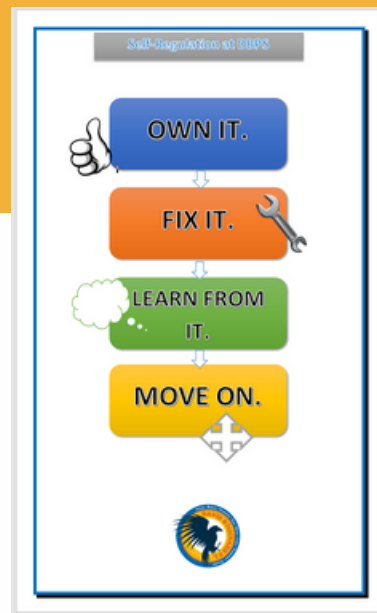 Self-Regulation at DBPS
OWN IT.
FIX IT.
LEARN FROM
IT.
MOVE ON.